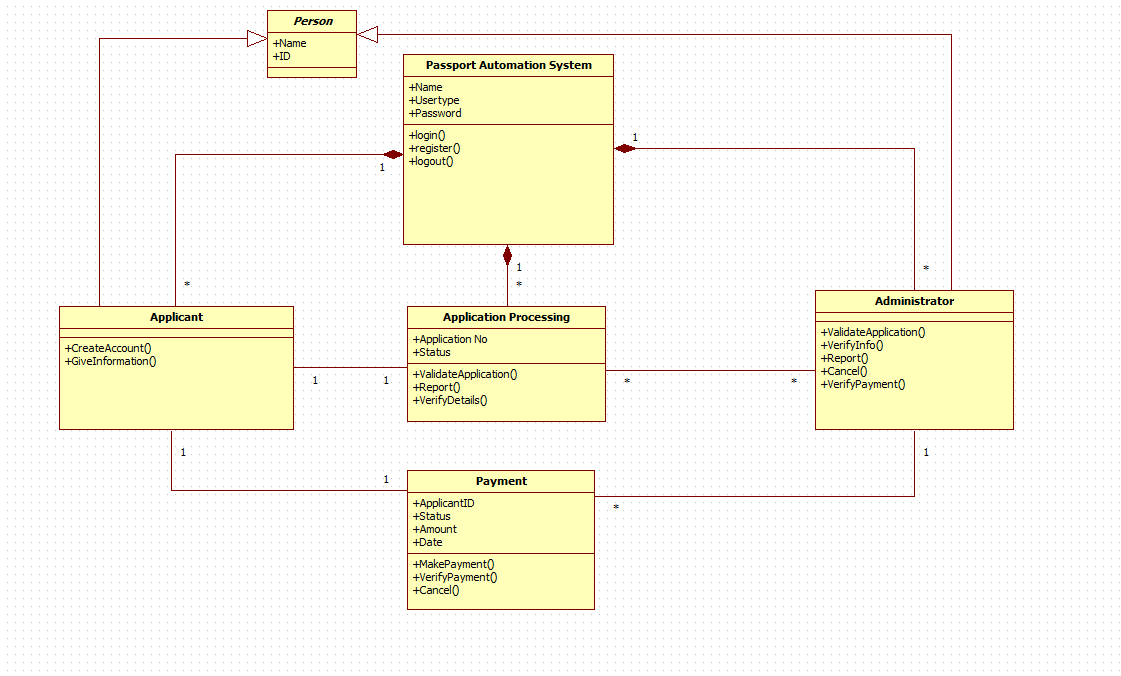 Person
+Name
+ID
Passport Automation System
+Name
+Usertype
+Password
+login()
+register()
+logout()
1
1
1
*
*
*
Applicant
+CreateAccount()
+GiveInformation()
Application Processing
+Application No
+Status
+ValidateApplication()
+Report()
+VerifyDetails()
Administrator
+ValidateApplication()
+VerifyInfo()
+Report()
+Cancel()
+VerifyPayment()
1
1
*
*
1
1
1
*
Payment
+ApplicantID
+Status
+Amount
+Date
+MakePayment()
+VerifyPayment()
+Cancel()